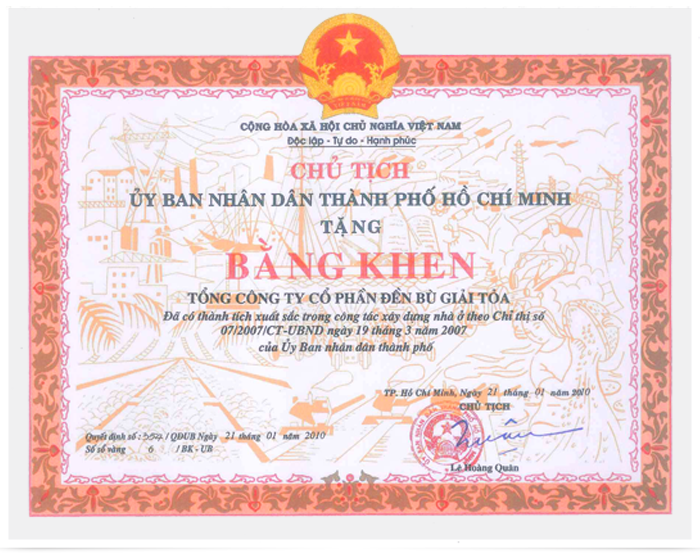 CỘNG HÒA XÃ HỘI CHỦ NGHĨA VIỆT NAM
Độc lập - Tự do - Hạnh phúc
CHỦ TỊCH
ỦY BAN NHÂN DÂN THÀNH PHỐ HỒ CHÍ MINH
TẶNG
BẰNG KHEN
TỔNG CÔNG TY CỔ PHẦN ĐỀN BÙ GIẢI TỎA
Đã có thành tích xuất sắc trong công tác xây dựng nhà ở theo Chỉ thị số
07/2007/CT-UBND ngày 19 tháng 3 năm 2007
của Ủy Ban nhân dân thành phố
TP. Hồ Chí Minh, Ngày 21 tháng 01 năm 2010
CHỦ TỊCH
Quyết định số : /QĐUB Ngày 21 tháng 01 năm 2010
Số sổ vàng 6 /BK - UB
Lê Hoàng Quân